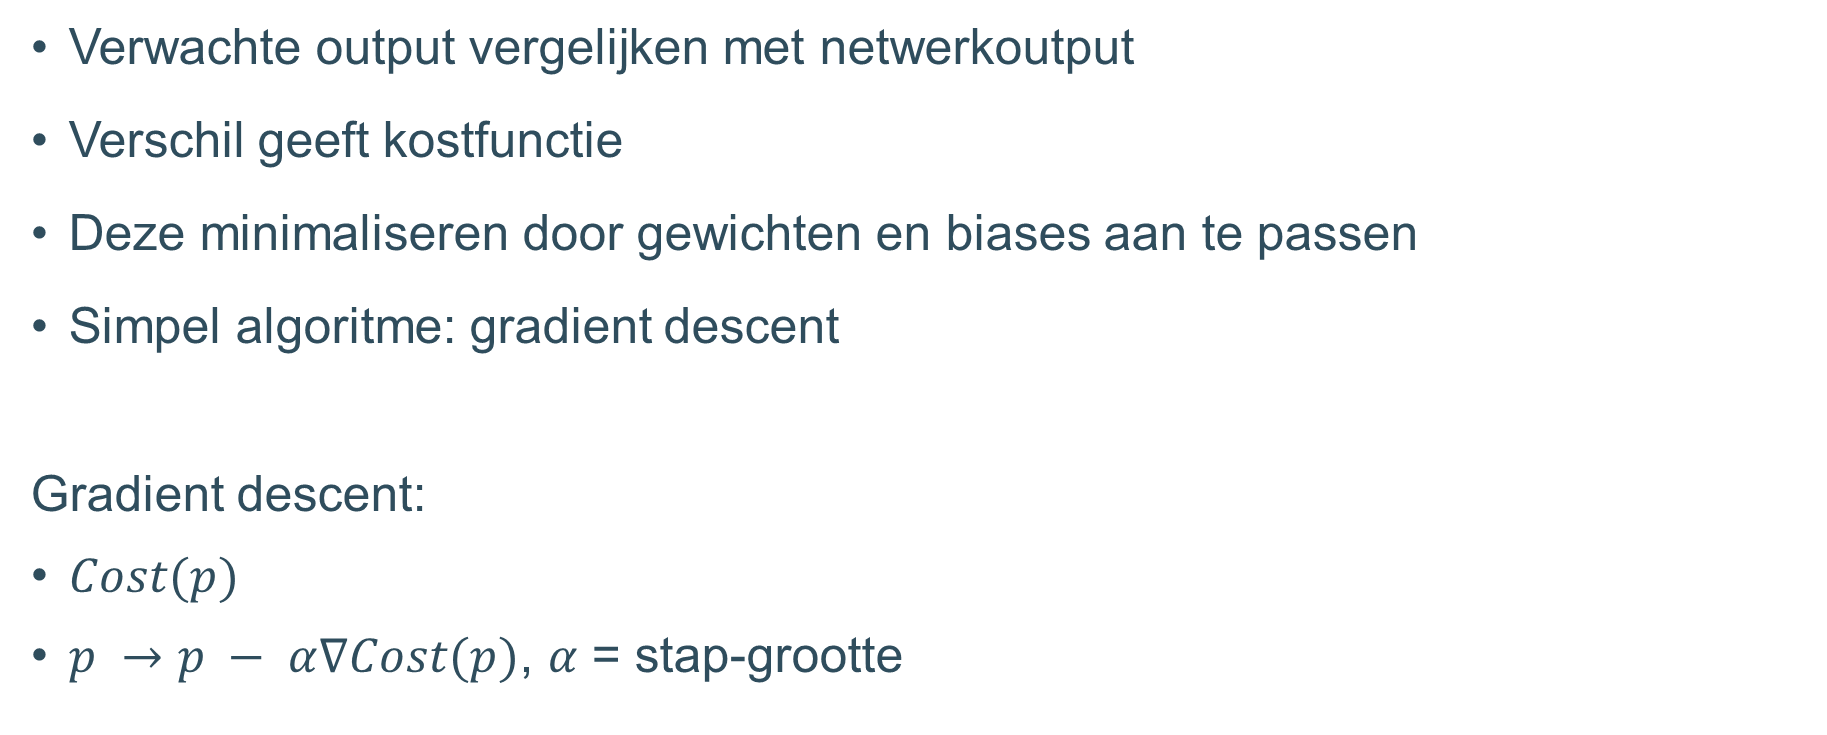 • Verwachte output vergelijken met netwerkoutput
• Verschil geeft kostfunctie
• Deze minimaliseren door gewichten en biases aan te passen
• Simpel algoritme: gradient descent
Gradient descent:
• 𝐶𝑜𝑠𝑡(𝑝)
• 𝑝 → 𝑝 − 𝛼∇𝐶𝑜𝑠𝑡(𝑝), 𝛼 = stap-grootte